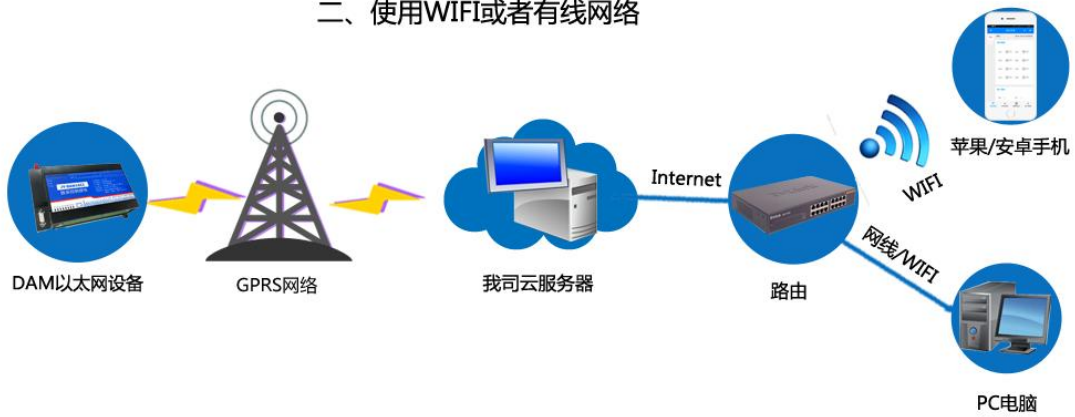 二、使用WIFI或者有线网络
Internet
WIFI
苹果/安卓手机
网线/WIFI
DAM以太网设备
GPRS网络
我司云服务器
路由
PC电脑